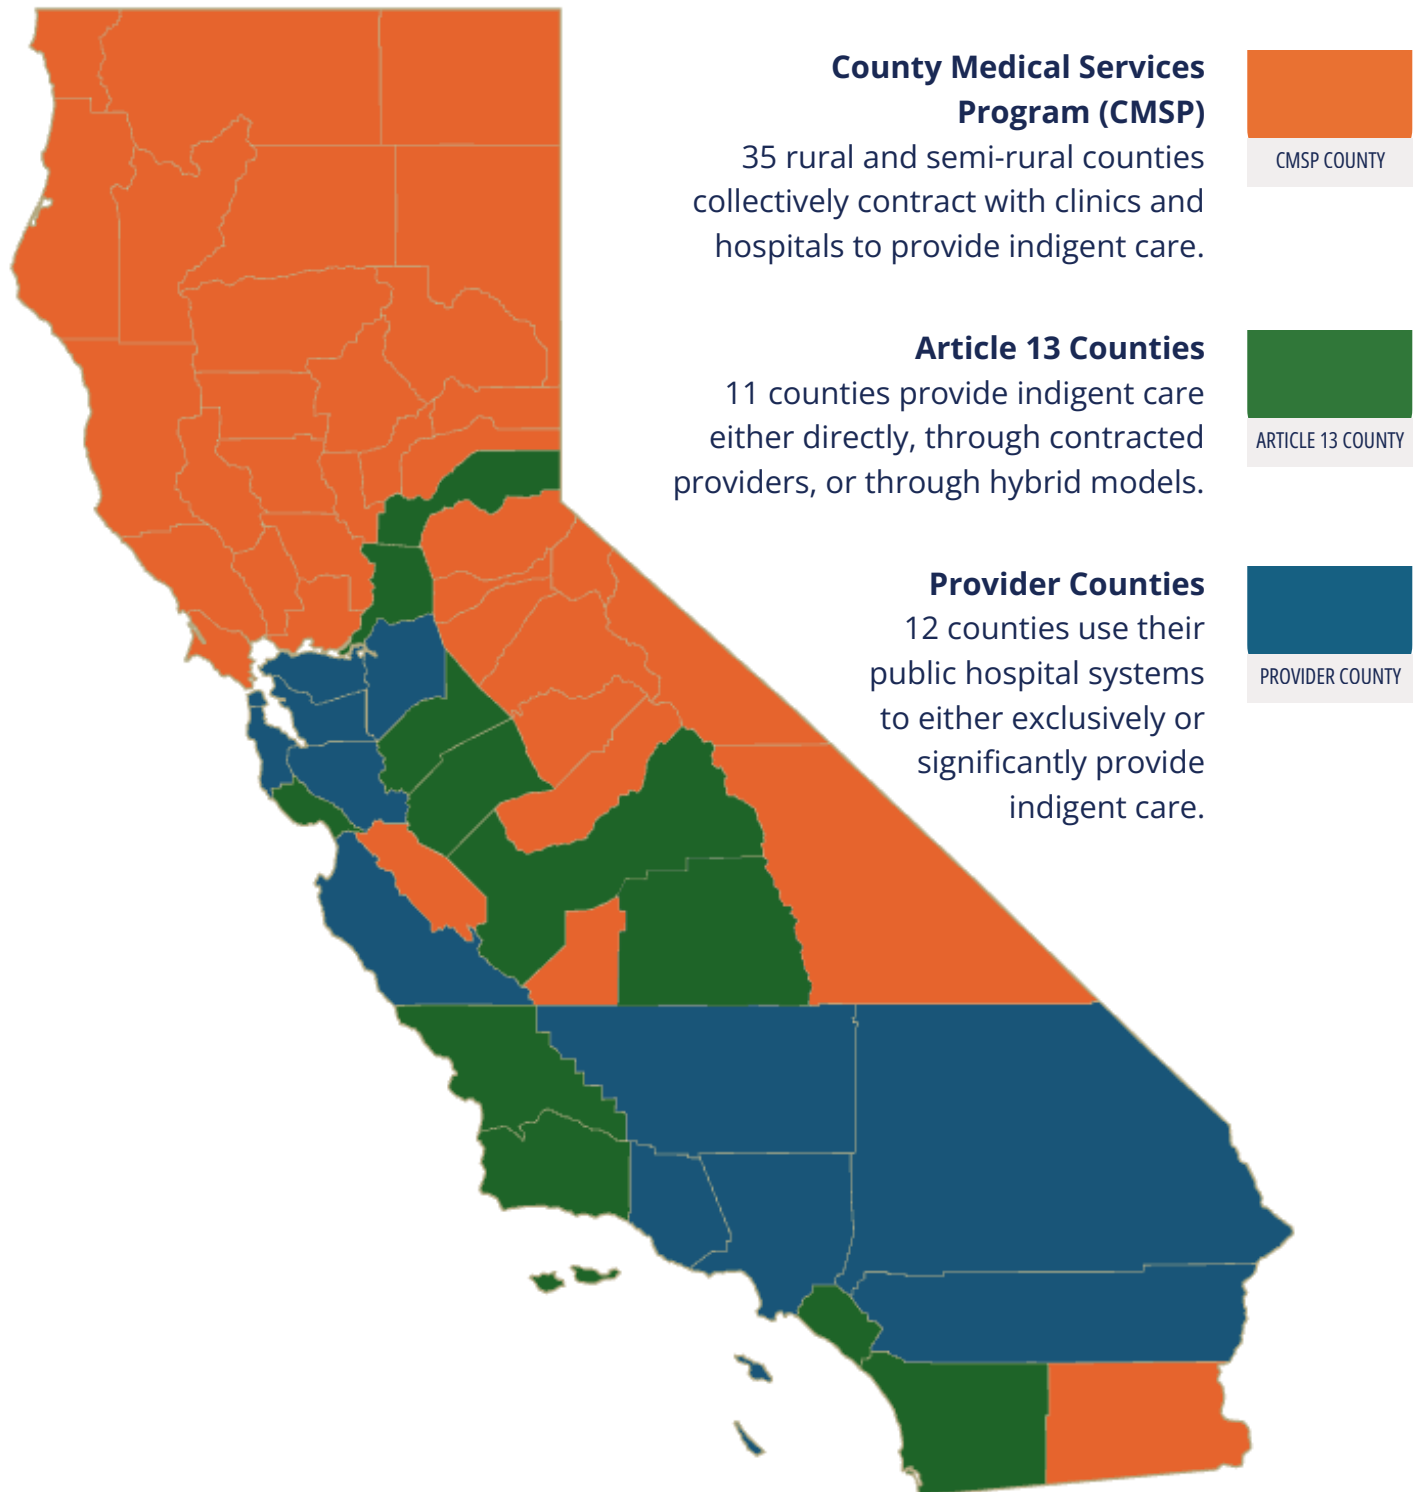 County Medical Services
Program (CMSP)
35 rural and semi-rural counties
collectively contract with clinics and
hospitals to provide indigent care.
CMSP COUNTY
Article 13 Counties
11 counties provide indigent care
either directly, through contracted
providers, or through hybrid models.
ARTICLE 13 COUNTY
Provider Counties
12 counties use their
public hospital systems
to either exclusively or
significantly provide
indigent care.
PROVIDER COUNTY